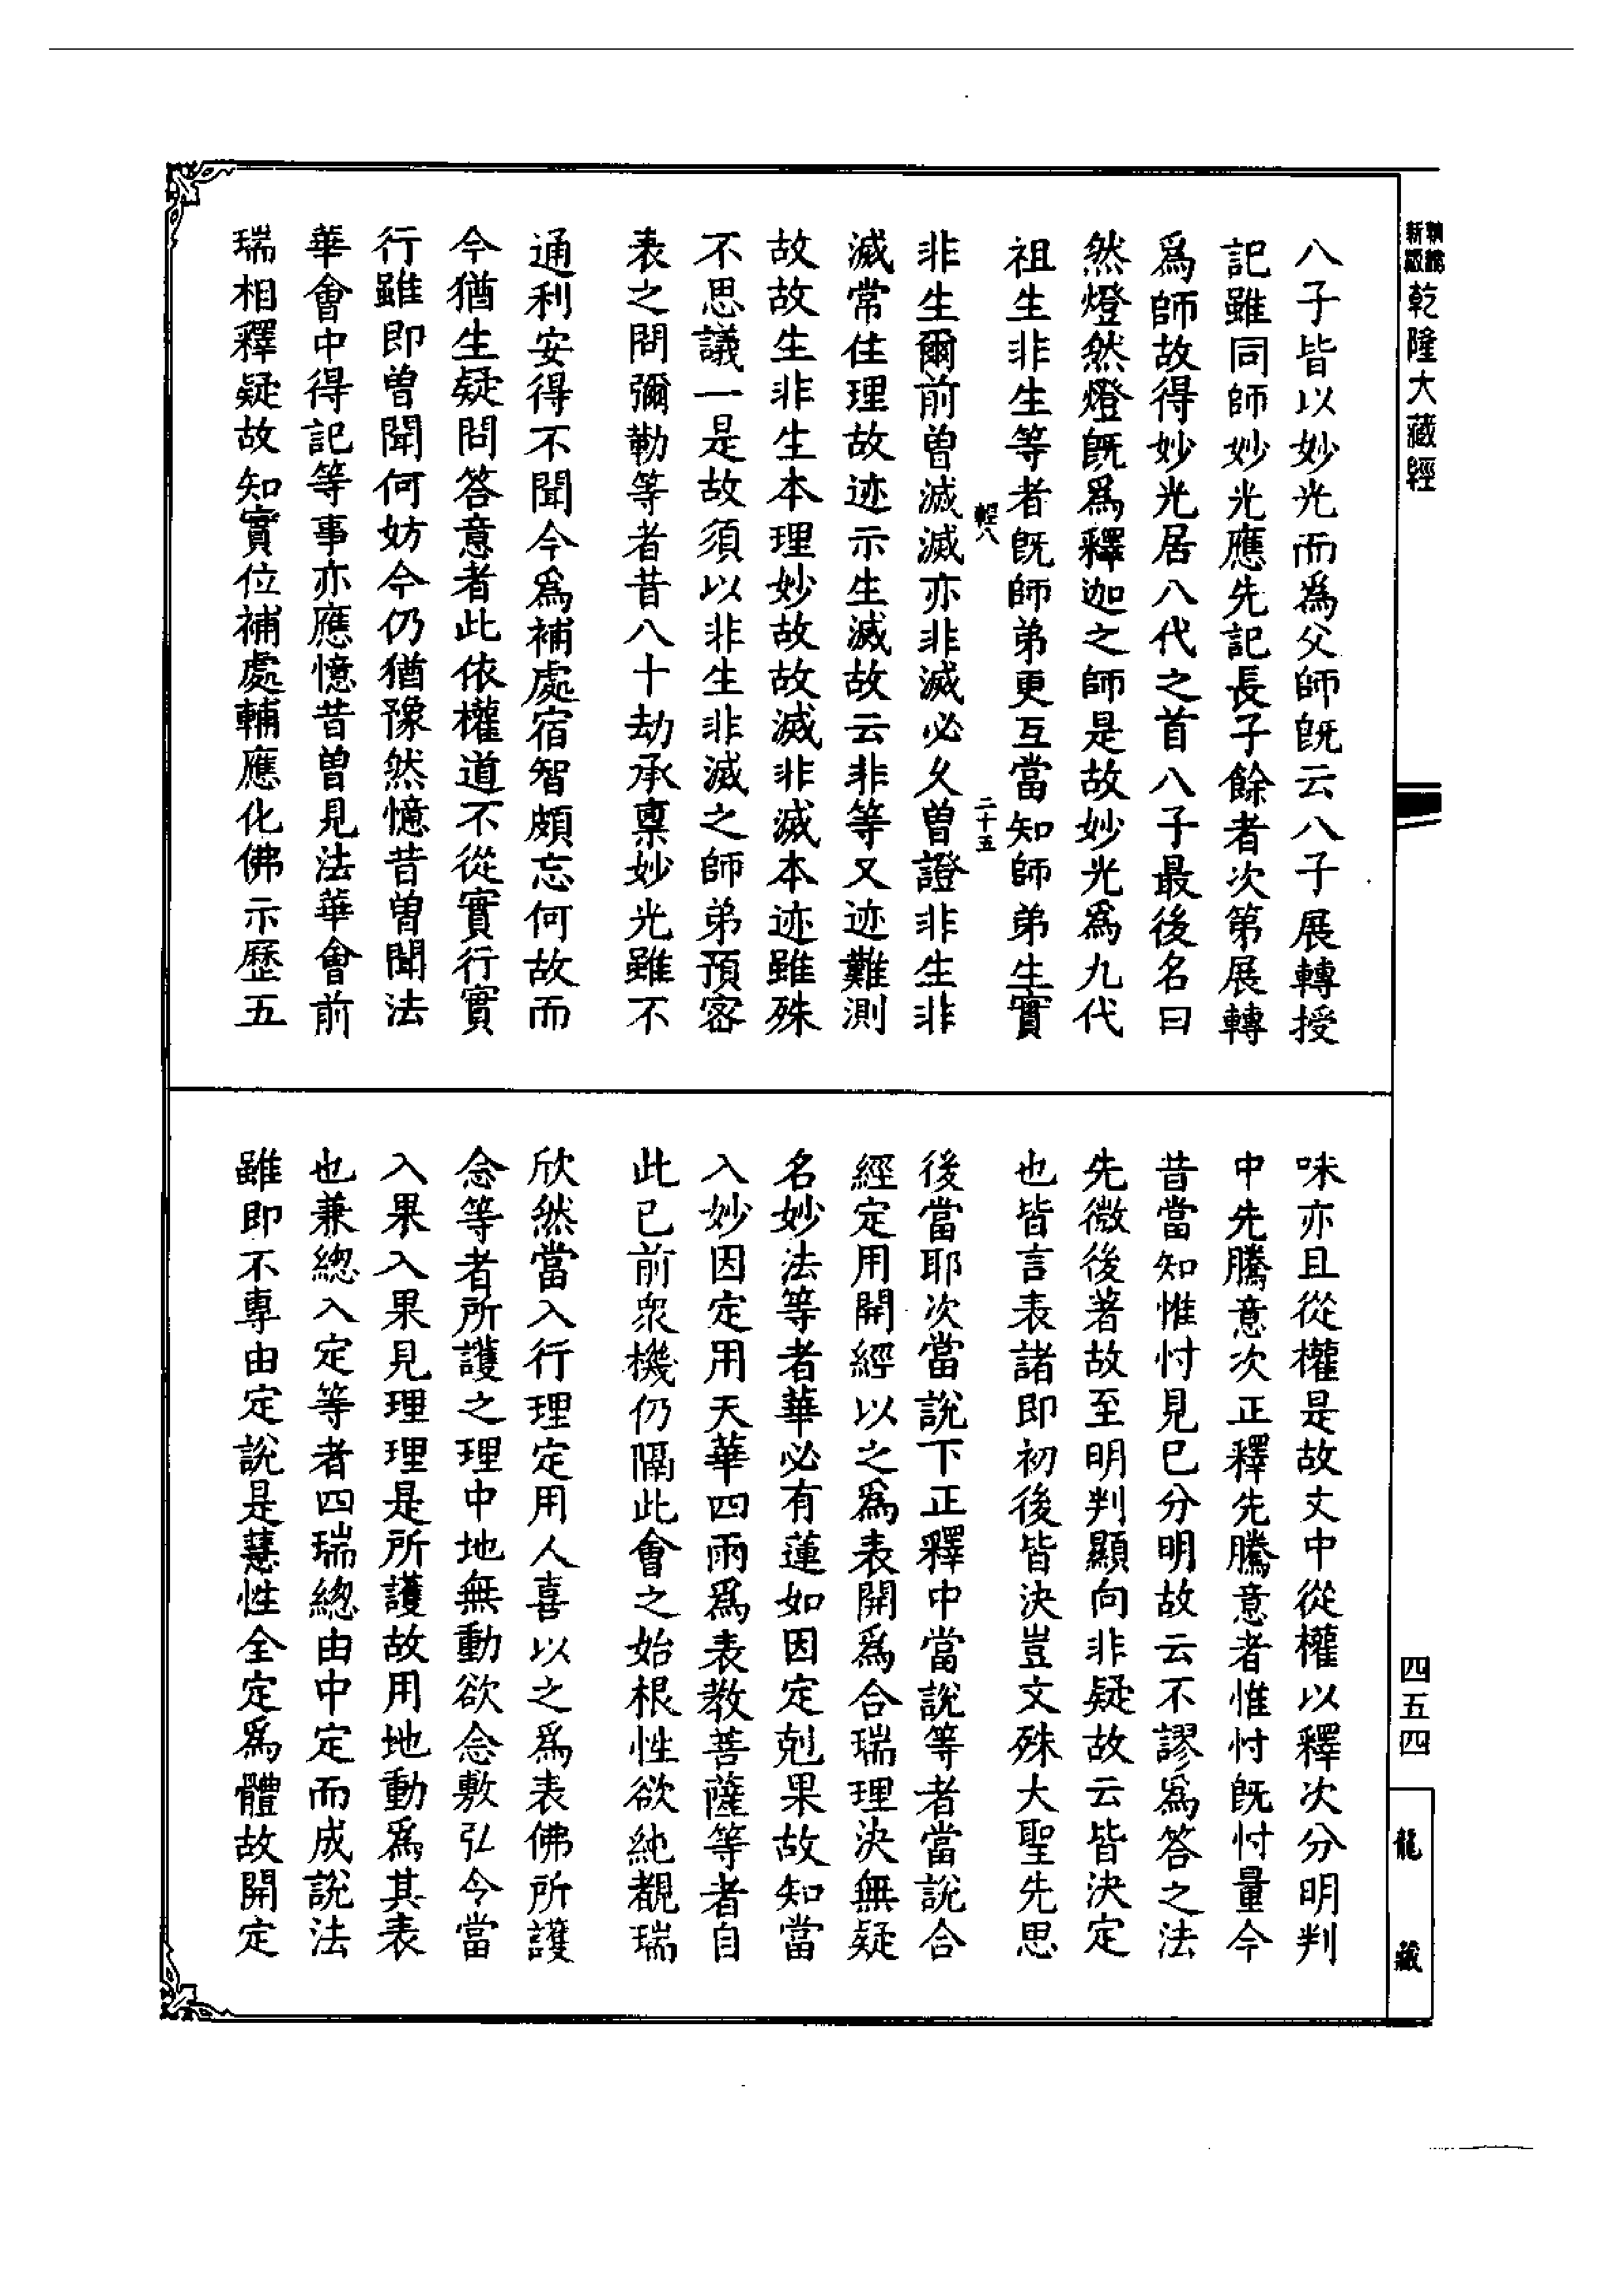 乾隆大藏經
八子皆以妙光而為父師既云八子展轉授
記雖同師妙光應先記長子餘者次第展轉
為師故得妙光居八代之首八子最後名曰
然燈然燈既為釋迦之師是故妙光為九代
祖生非生等者既師弟更互當知師弟生實
二十五
非生爾前曾滅滅亦非滅必久曾證非生非
滅常住理故迹示生滅故云非等又迹難測
故故生非生本理妙故故滅非滅本迹雖殊
不思議一是故須以非生非滅之師弟預密
表之問彌勒等者昔八十劫承稟妙光雖不
通利安得不聞今為補處宿智頗忘何故而
今猶生疑問答意者此依權道不從實行實
行雖即曾聞何妨今仍猶豫然憶昔曾聞法
華會中得記等事亦應憶昔曾見法華會前
瑞相釋疑故知實位補處輔應化佛示歷五
味亦且從權是故文中從權以釋次分明判
中先騰意次正釋先騰意者惟忖既忖量今
昔當知惟忖見已分明故云不謬為答之法
先微後著故至明判顯向非疑故云皆決定
也皆言表諸即初後皆決豈文殊大聖先思
後當耶次當說下正釋中當說等者當說合
經定用開經以之為表開為合瑞理決無疑
名妙法等者華必有蓮如因定剋果故知當
入妙因定用天華四雨為表教菩薩等者自
此已前眾機仍隔此會之始根性欲純覩瑞
欣然當入行理定用人喜以之為表佛所護
念等者所護之理中地無動欲念敷弘今當
入果入果見理理是所護故用地動為其表
也兼總入定等者四瑞總由中定而成說法
雖即不專由定說是慧性全定為體故開定
四五四
龍藏